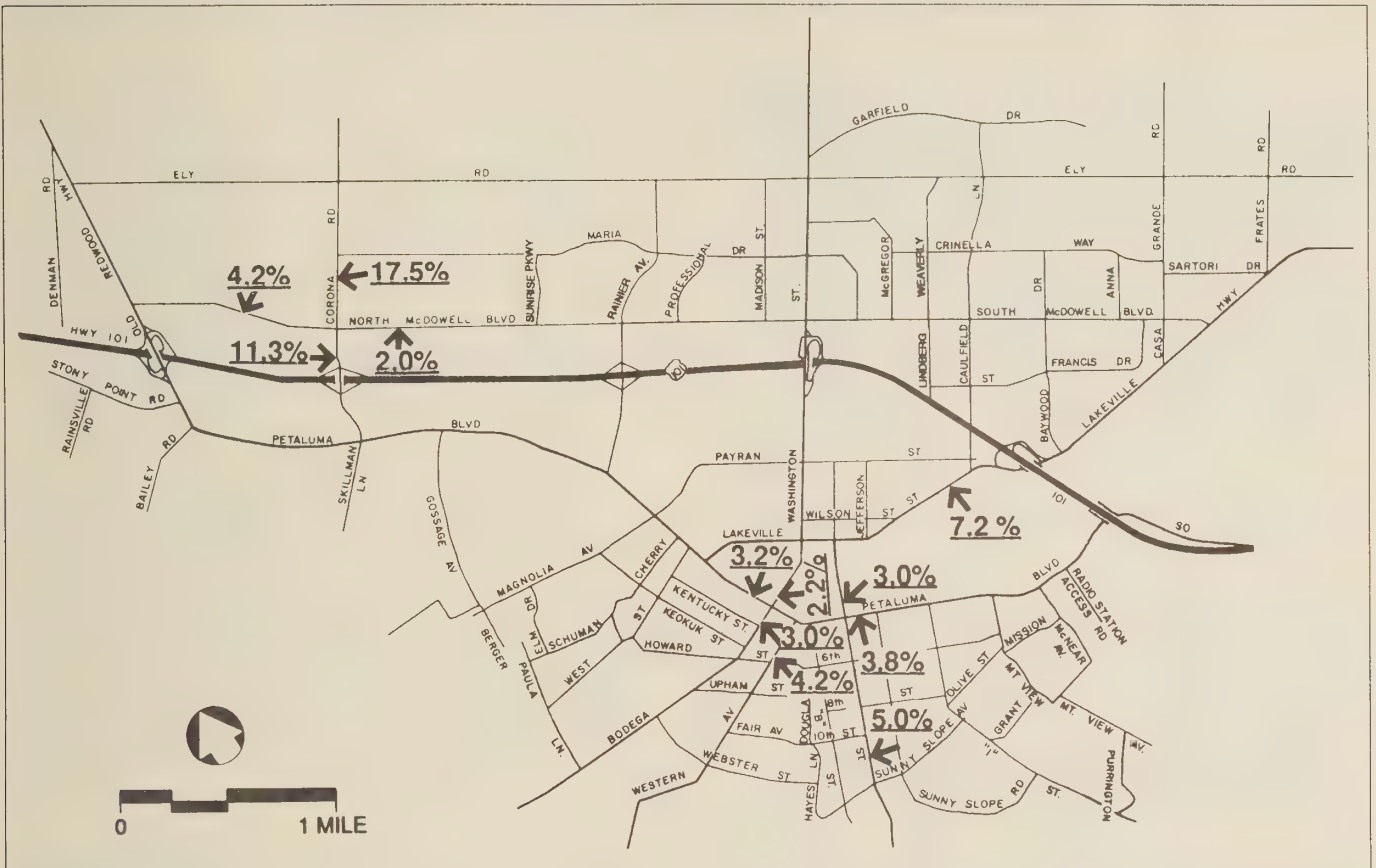 GARFIELD DR
ELY RD ELY RD
DENMAN RD
OLD REDWOOD HWY
CORONA RD
MARIA DR
SUNRISE PKWY
RAINIER AV.
PROFESSIONAL
MADISON ST.
WASHINGTON ST.
McGREGOR
WEAVERLY
LINDBERG
CRINELLA WAY
CAULFIELD LN
ANNA DR
CASA GRANDE RD
FRATES RD
SARTORI DR
4.2%
17.5%
NORTH McDOWELL BLVD
SOUTH McDOWELL BLVD.
HWY 101
11.3%
2.0%
101
FRANCIS DR
ST
BAYWOOD
LAKEVILLE HWY
STONY POINT RD
RAINSVILLE RD
BAILEY RD
PETALUMA BLVD
SKILLMAN LN
GOSSAGE AV
PAYRAN ST
WILSON ST
JEFFERSON
LAKEVILLE ST
7.2%
101
SO
MAGNOLIA AV
CHERRY ST
3.2%
2.2%
3.0%
PETALUMA BLVD
RADIO STATION
ACCESS RD
KENTUCKY ST.
KEOKUK ST
3.0%
ELM DR
SCHUMAN
BERGER
PAULA LN.
WEST
HOWARD ST
6th
3.8%
MISSION
McNEAR AV.
4.2%
UPHAM ST
8th
ST
OLIVE ST
MT VIEW
MT. VIEW AV.
BODEGA AV
DOUGLA
"B" ST.
5.0%
GRANT
"I" ST.
FAIR AV
10th ST
ST
SUNNY SLOPE AV
WEBSTER ST
HAYES LN
WESTERN
SUNNY SLOPE RD
PURRINGTON
0 1 MILE